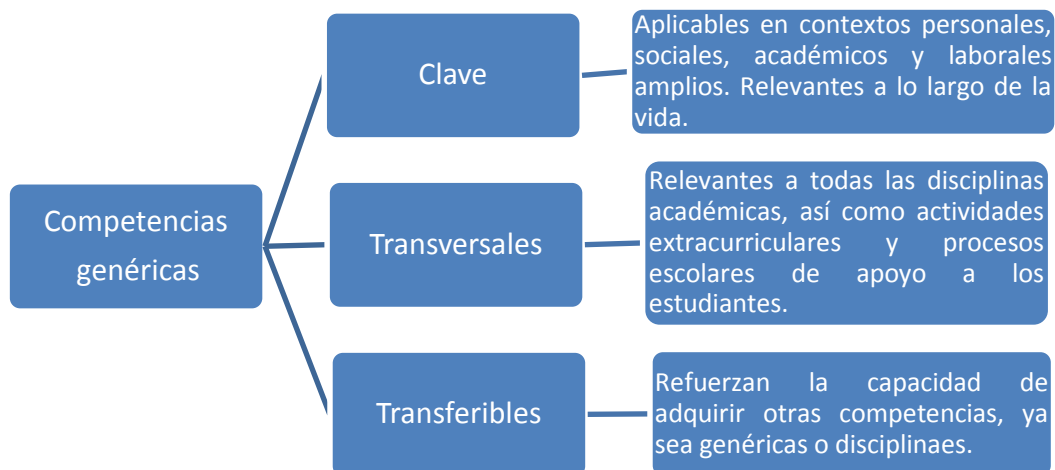 Competencias
genéricas
Clave
Aplicables en contextos personales,
sociales, académicos y laborales
amplios. Relevantes a lo largo de la
vida.
Transversales
Relevantes a todas las disciplinas
académicas, así como actividades
extracurriculares y procesos
escolares de apoyo a los
estudiantes.
Transferibles
Refuerzan la capacidad de
adquirir otras competencias, ya
sea genéricas o disciplinaes.